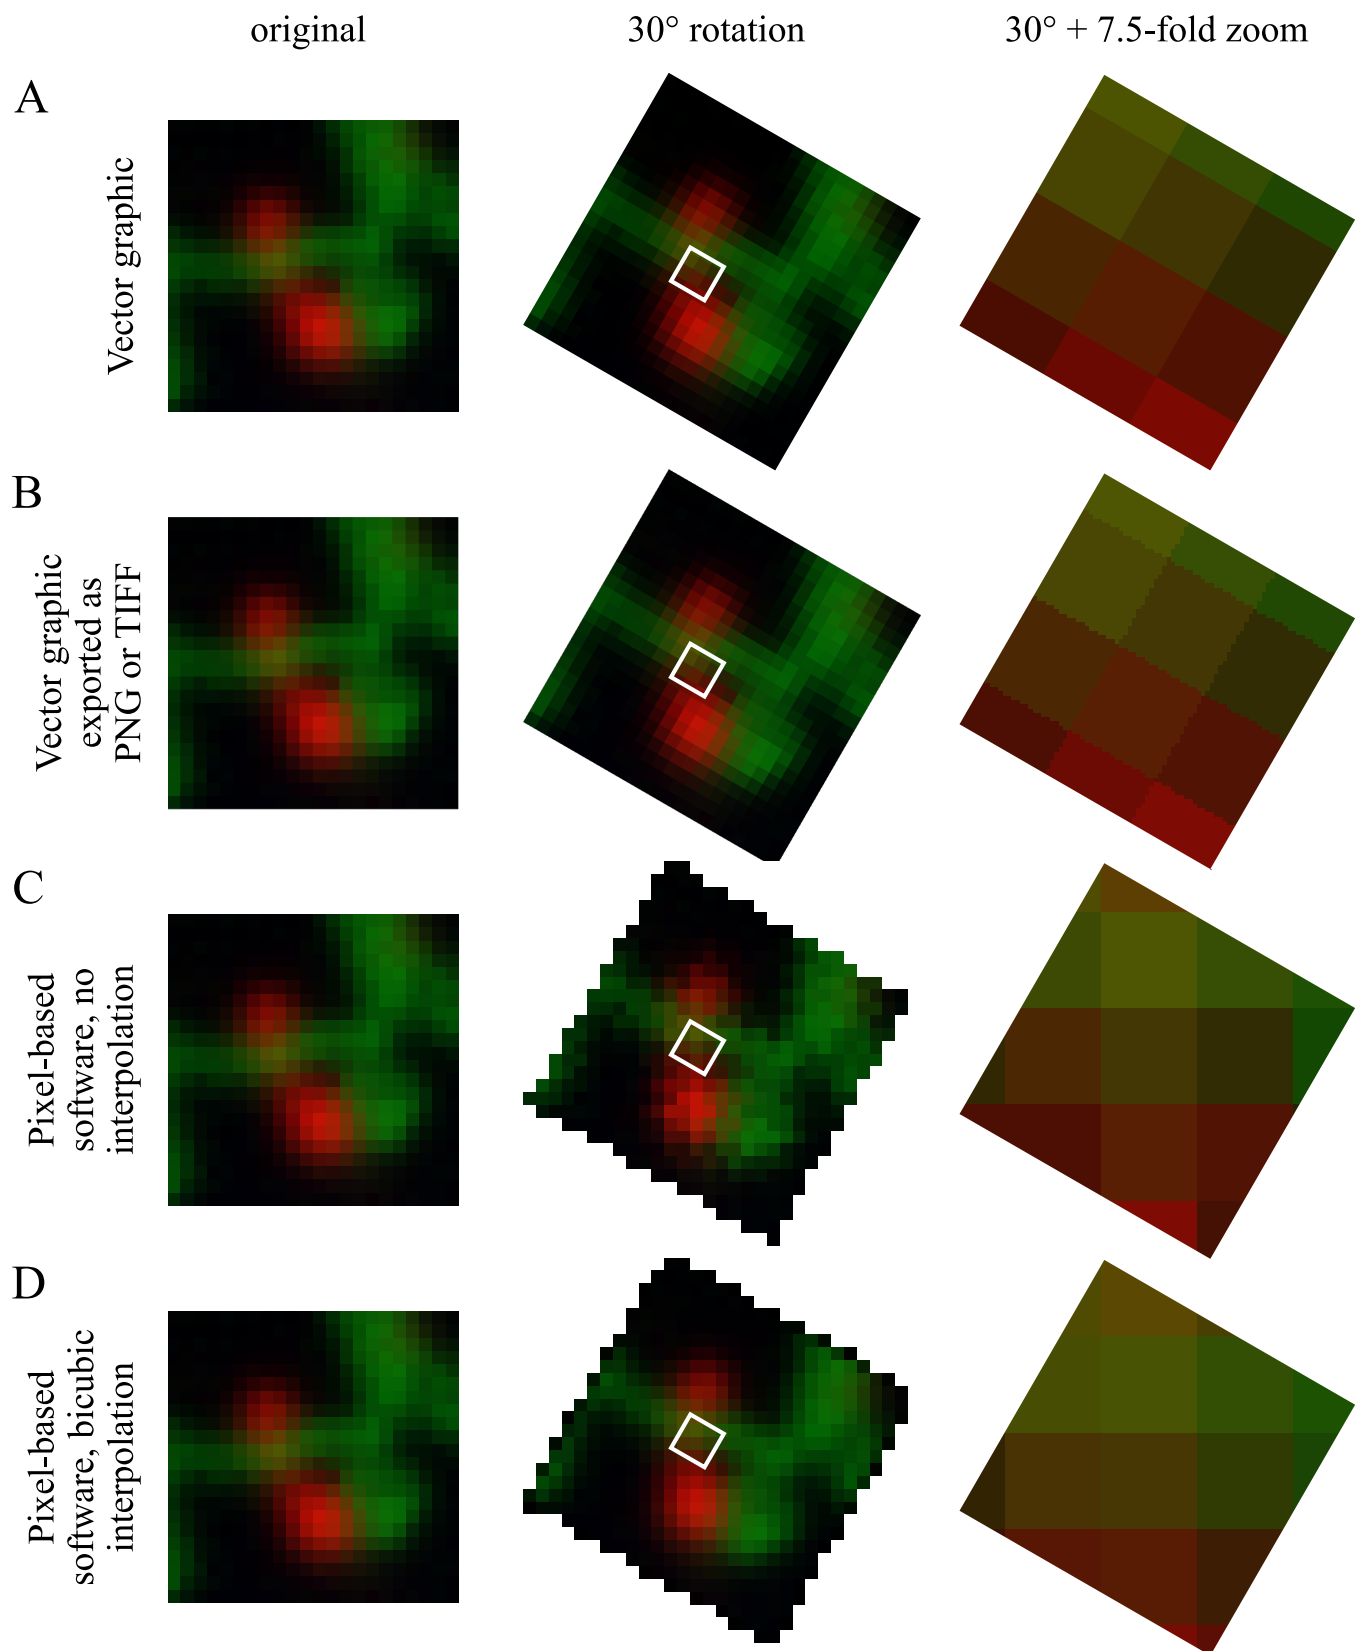 original
30° rotation
30° + 7.5-fold zoom
A
Vector graphic
B
Vector graphic
exported as
PNG or TIFF
C
Pixel-based
software, no
interpolation
D
Pixel-based
software, bicubic
interpolation